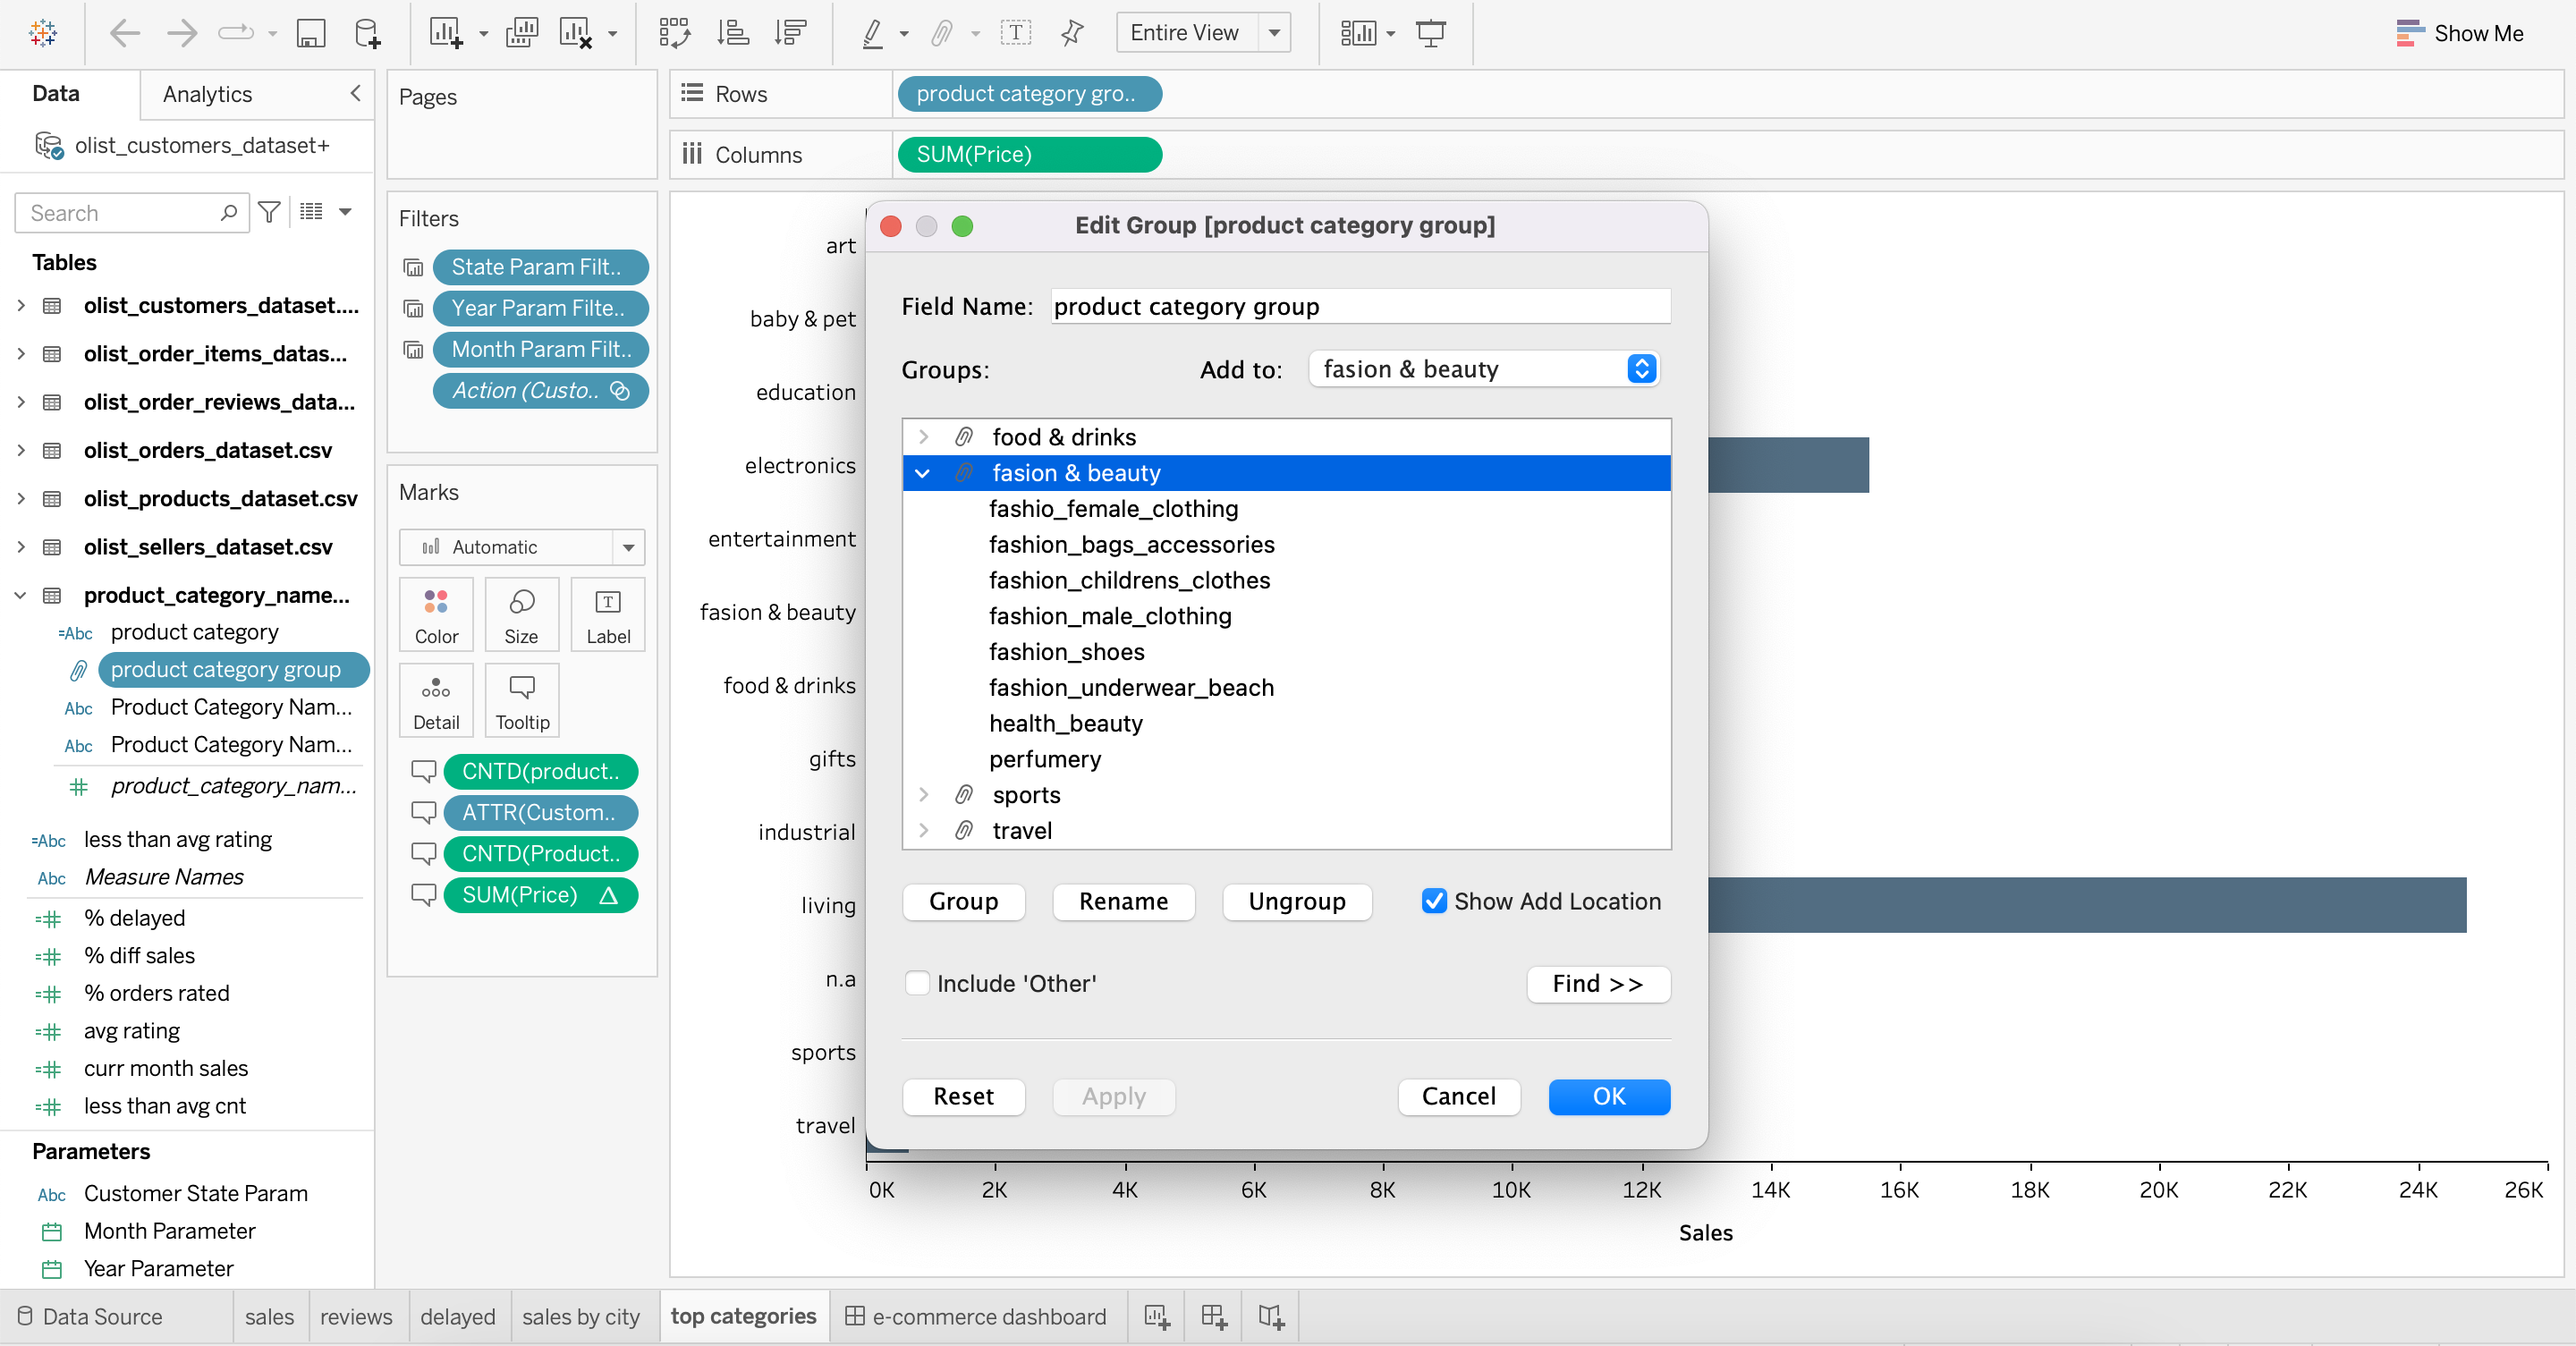 Entire View
Show Me
Data
Analytics
olist_customers_dataset+
Search
Tables
olist_customers_dataset....
olist_order_items_datas...
olist_order_reviews_data...
olist_orders_dataset.csv
olist_products_dataset.csv
olist_sellers_dataset.csv
product_category_name...
=Abc product category
product category group
Abc Product Category Nam...
Abc Product Category Nam...
product_category_nam...
=Abc less than avg rating
Abc Measure Names
% delayed
% diff sales
% orders rated
avg rating
curr month sales
less than avg cnt
Parameters
Abc Customer State Param
Month Parameter
Year Parameter
Pages
Filters
State Param Filt..
Year Param Filte..
Month Param Filt..
Action (Custo..
Marks
Automatic
Color
Size
Label
Detail
Tooltip
CNTD(product..
ATTR(Custom..
CNTD(Product..
SUM(Price)
Rows
product category gro..
Columns
SUM(Price)
art
baby & pet
education
electronics
entertainment
fasion & beauty
food & drinks
gifts
industrial
living
n.a
sports
travel
0K 2K 4K 6K 8K 10K 12K 14K 16K 18K 20K 22K 24K 26K
Sales
Edit Group [product category group]
Field Name: product category group
Groups:
Add to: fasion & beauty
food & drinks
fasion & beauty
fashio_female_clothing
fashion_bags_accessories
fashion_childrens_clothes
fashion_male_clothing
fashion_shoes
fashion_underwear_beach
health_beauty
perfumery
sports
travel
Group
Rename
Ungroup
Show Add Location
Include 'Other'
Find >>
Reset
Apply
Cancel
OK
Data Source
sales
reviews
delayed
sales by city
top categories
e-commerce dashboard